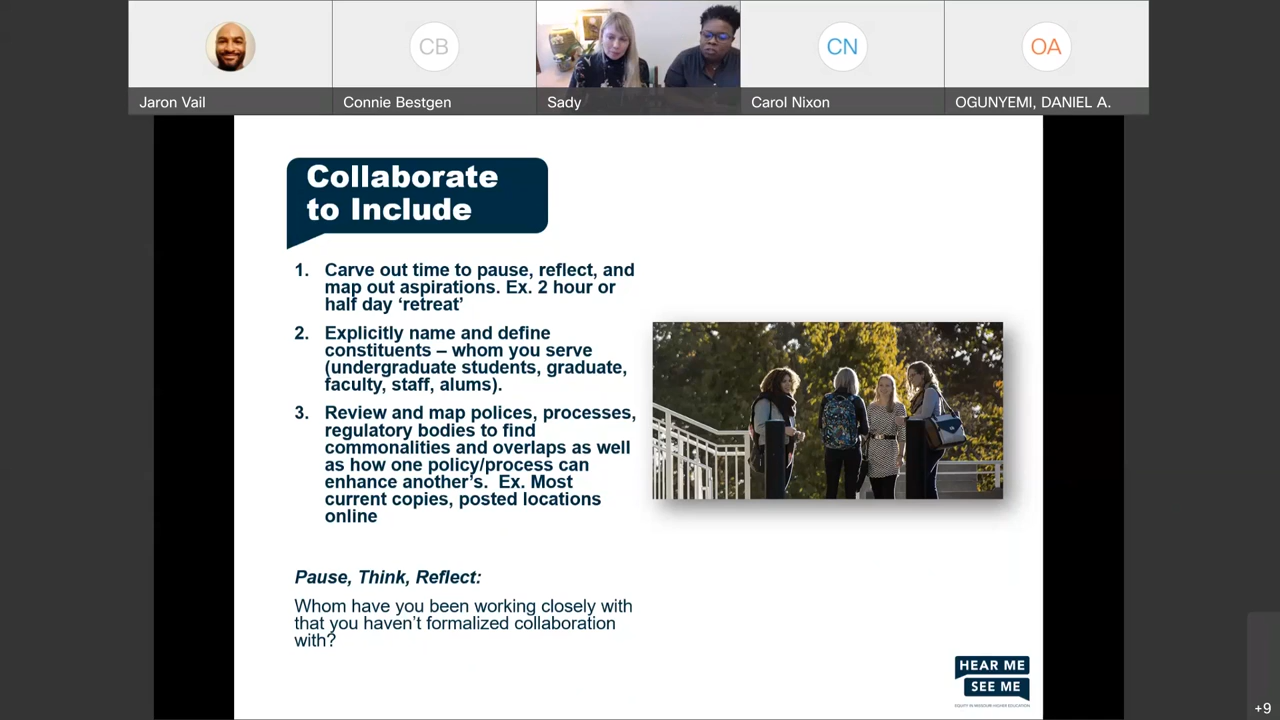 CB
CN
OA
Jaron Vail
Connie Bestgen
Sady
Carol Nixon
OGUNYEMI, DANIEL A.
Collaborate
to Include
1. Carve out time to pause, reflect, and
map out aspirations. Ex. 2 hour or
half day ‘retreat’
2. Explicitly name and define
constituents – whom you serve
(undergraduate students, graduate,
faculty, staff, alums).
3. Review and map polices, processes,
regulatory bodies to find
commonalities and overlaps as well
as how one policy/process can
enhance another’s. Ex. Most
current copies, posted locations
online
Pause, Think, Reflect:
Whom have you been working closely with
that you haven’t formalized collaboration
with?
HEAR ME
SEE ME
EQUITY IN MISSOURI HIGHER EDUCATION
+9